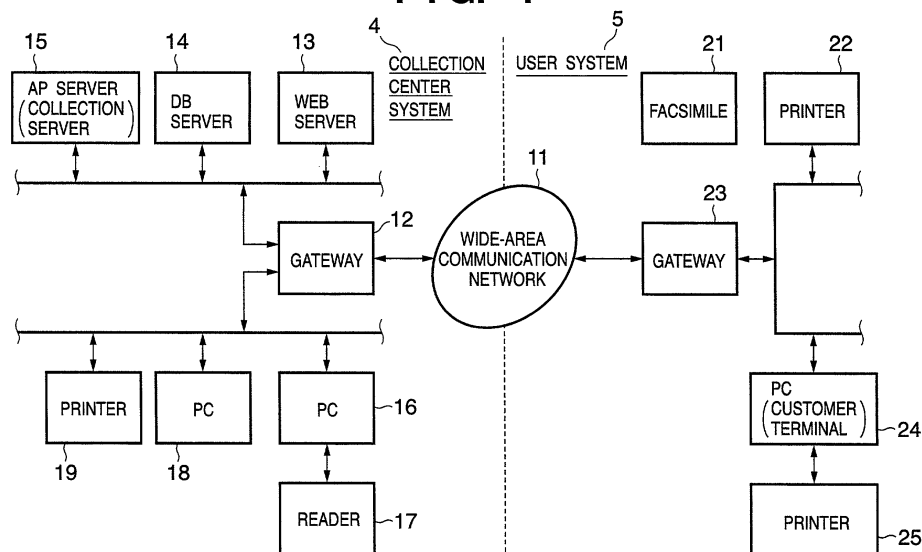 15
14
13
4
COLLECTION
CENTER
SYSTEM
5
USER SYSTEM
21
22
AP SERVER
(COLLECTION
SERVER)
DB
SERVER
WEB
SERVER
FACSIMILE
PRINTER
11
12
23
GATEWAY
WIDE-AREA
COMMUNICATION
NETWORK
GATEWAY
PRINTER
PC
PC
16
PC
(CUSTOMER
TERMINAL)
24
19
18
READER
17
PRINTER
25